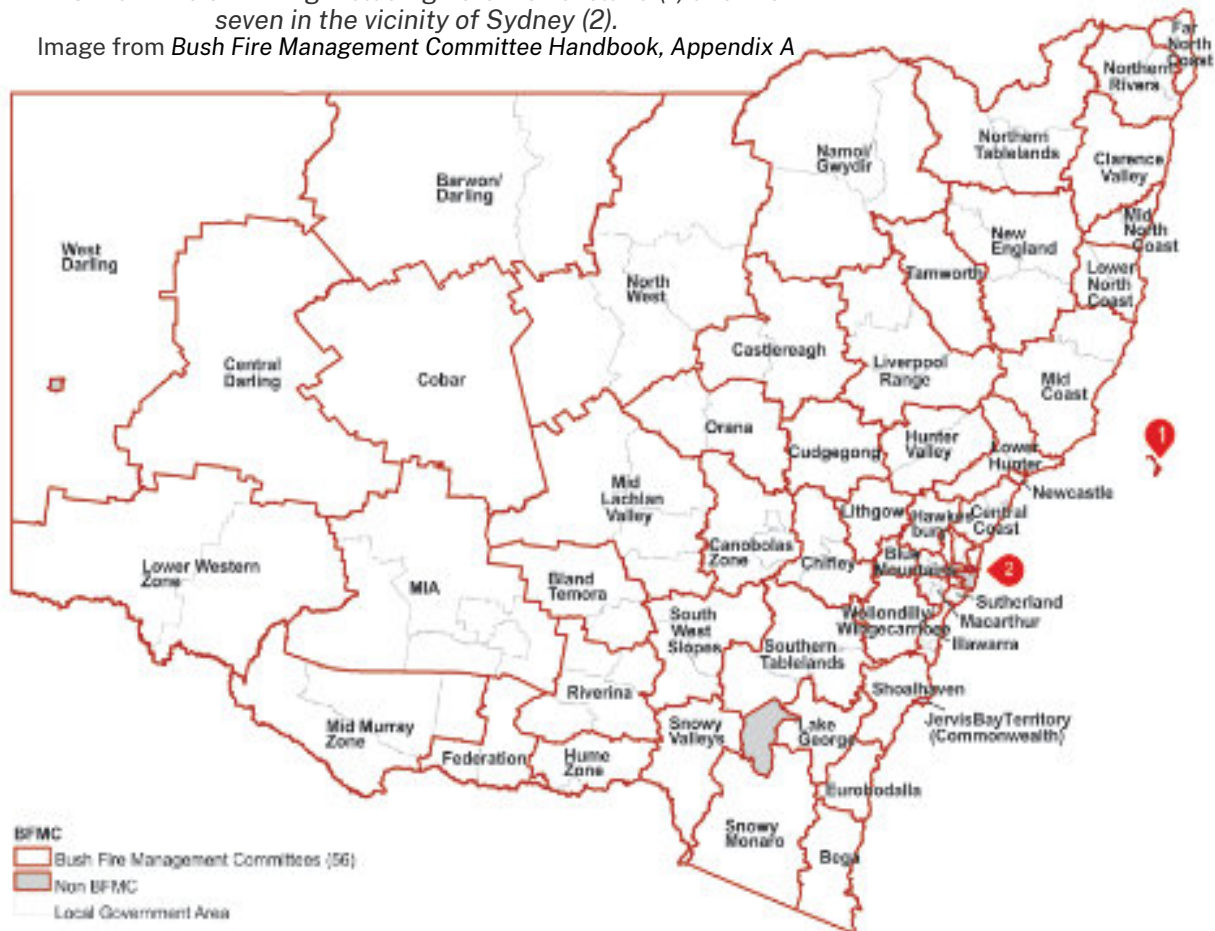 seven in the vicinity of Sydney (2).
Image from Bush Fire Management Committee Handbook, Appendix A
Far
North
Coast
Northern
Rivers
Northern
Tablelands
Namoi/
Gwydir
Clarence
Valley
Barwon/
Darling
Mid
North
Coast
New
England
West
Darling
Tamworth
Lower
North
Coast
North
West
Castlereagh
Liverpool
Range
Central
Darling
Cobar
Mid
Coast
Orana
Hunter
Valley
1
Cudgegong
Lower
Hunter
Mid
Lachlan
Valley
Newcastle
Lithgow
Central
Coast
Canobolas
Zone
Chifley
Blue
Mountains
2
Lower Western
Zone
MIA
Bland
Temora
Sutherland
Macarthur
South
West
Slopes
Wollondilly
Wingecarribee
Illawarra
Southern
Tablelands
Riverina
Shoalhaven
Mid Murray
Zone
Snowy
Valleys
Lake
George
JervisBayTerritory
(Commonwealth)
Federation
Hume
Zone
Eurobodalla
Snowy
Monaro
Bega
BFMC
Bush Fire Management Committees (56)
Non BFMC
Local Government Area